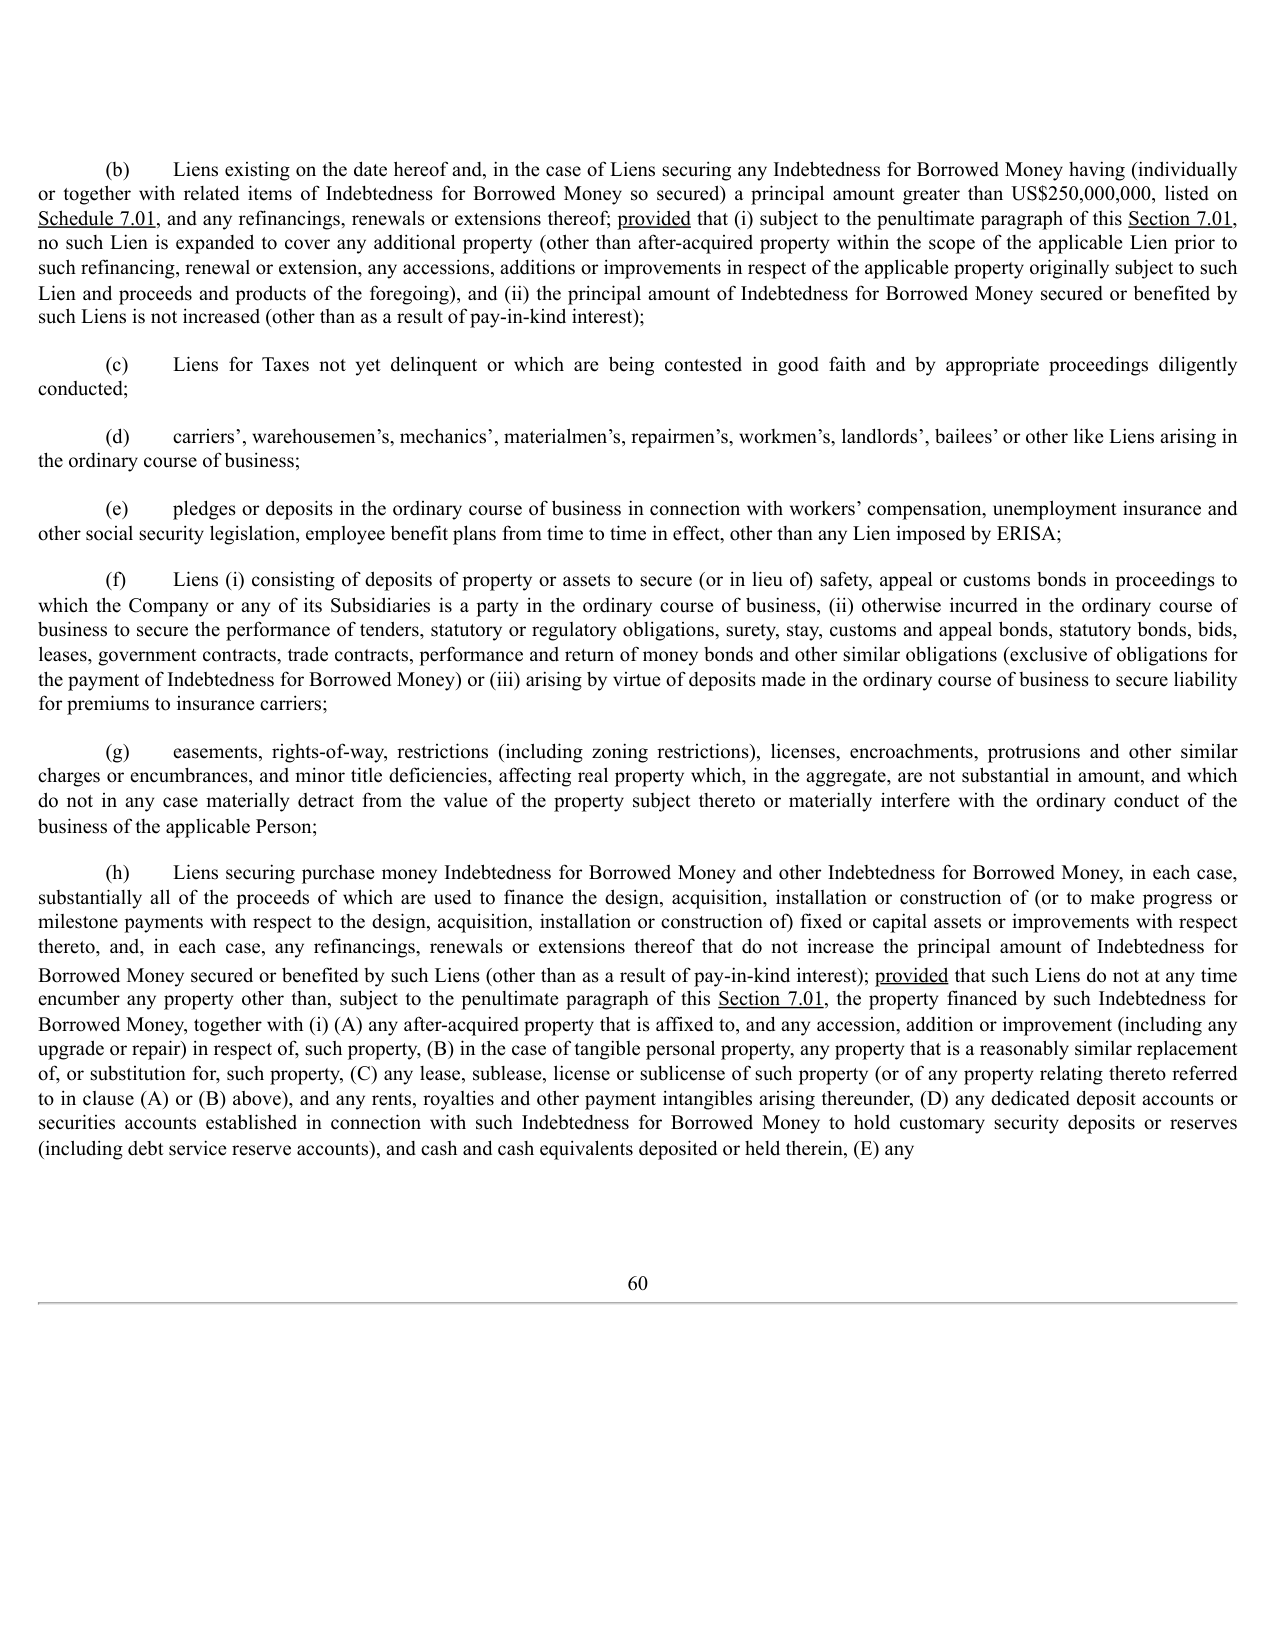 (b) Liens existing on the date hereof and, in the case of Liens securing any Indebtedness for Borrowed Money having (individually
or together with related items of Indebtedness for Borrowed Money so secured) a principal amount greater than US$250,000,000, listed on
Schedule 7.01, and any refinancings, renewals or extensions thereof; provided that (i) subject to the penultimate paragraph of this Section 7.01,
no such Lien is expanded to cover any additional property (other than after-acquired property within the scope of the applicable Lien prior to
such refinancing, renewal or extension, any accessions, additions or improvements in respect of the applicable property originally subject to such
Lien and proceeds and products of the foregoing), and (ii) the principal amount of Indebtedness for Borrowed Money secured or benefited by
such Liens is not increased (other than as a result of pay-in-kind interest);
(c) Liens for Taxes not yet delinquent or which are being contested in good faith and by appropriate proceedings diligently
conducted;
(d) carriers’, warehousemen’s, mechanics’, materialmen’s, repairmen’s, workmen’s, landlords’, bailees’ or other like Liens arising in
the ordinary course of business;
(e) pledges or deposits in the ordinary course of business in connection with workers’ compensation, unemployment insurance and
other social security legislation, employee benefit plans from time to time in effect, other than any Lien imposed by ERISA;
(f) Liens (i) consisting of deposits of property or assets to secure (or in lieu of) safety, appeal or customs bonds in proceedings to
which the Company or any of its Subsidiaries is a party in the ordinary course of business, (ii) otherwise incurred in the ordinary course of
business to secure the performance of tenders, statutory or regulatory obligations, surety, stay, customs and appeal bonds, statutory bonds, bids,
leases, government contracts, trade contracts, performance and return of money bonds and other similar obligations (exclusive of obligations for
the payment of Indebtedness for Borrowed Money) or (iii) arising by virtue of deposits made in the ordinary course of business to secure liability
for premiums to insurance carriers;
(g) easements, rights-of-way, restrictions (including zoning restrictions), licenses, encroachments, protrusions and other similar
charges or encumbrances, and minor title deficiencies, affecting real property which, in the aggregate, are not substantial in amount, and which
do not in any case materially detract from the value of the property subject thereto or materially interfere with the ordinary conduct of the
business of the applicable Person;
(h) Liens securing purchase money Indebtedness for Borrowed Money and other Indebtedness for Borrowed Money, in each case,
substantially all of the proceeds of which are used to finance the design, acquisition, installation or construction of (or to make progress or
milestone payments with respect to the design, acquisition, installation or construction of) fixed or capital assets or improvements with respect
thereto, and, in each case, any refinancings, renewals or extensions thereof that do not increase the principal amount of Indebtedness for
Borrowed Money secured or benefited by such Liens (other than as a result of pay-in-kind interest); provided that such Liens do not at any time
encumber any property other than, subject to the penultimate paragraph of this Section 7.01, the property financed by such Indebtedness for
Borrowed Money, together with (i) (A) any after-acquired property that is affixed to, and any accession, addition or improvement (including any
upgrade or repair) in respect of, such property, (B) in the case of tangible personal property, any property that is a reasonably similar replacement
of, or substitution for, such property, (C) any lease, sublease, license or sublicense of such property (or of any property relating thereto referred
to in clause (A) or (B) above), and any rents, royalties and other payment intangibles arising thereunder, (D) any dedicated deposit accounts or
securities accounts established in connection with such Indebtedness for Borrowed Money to hold customary security deposits or reserves
(including debt service reserve accounts), and cash and cash equivalents deposited or held therein, (E) any
60